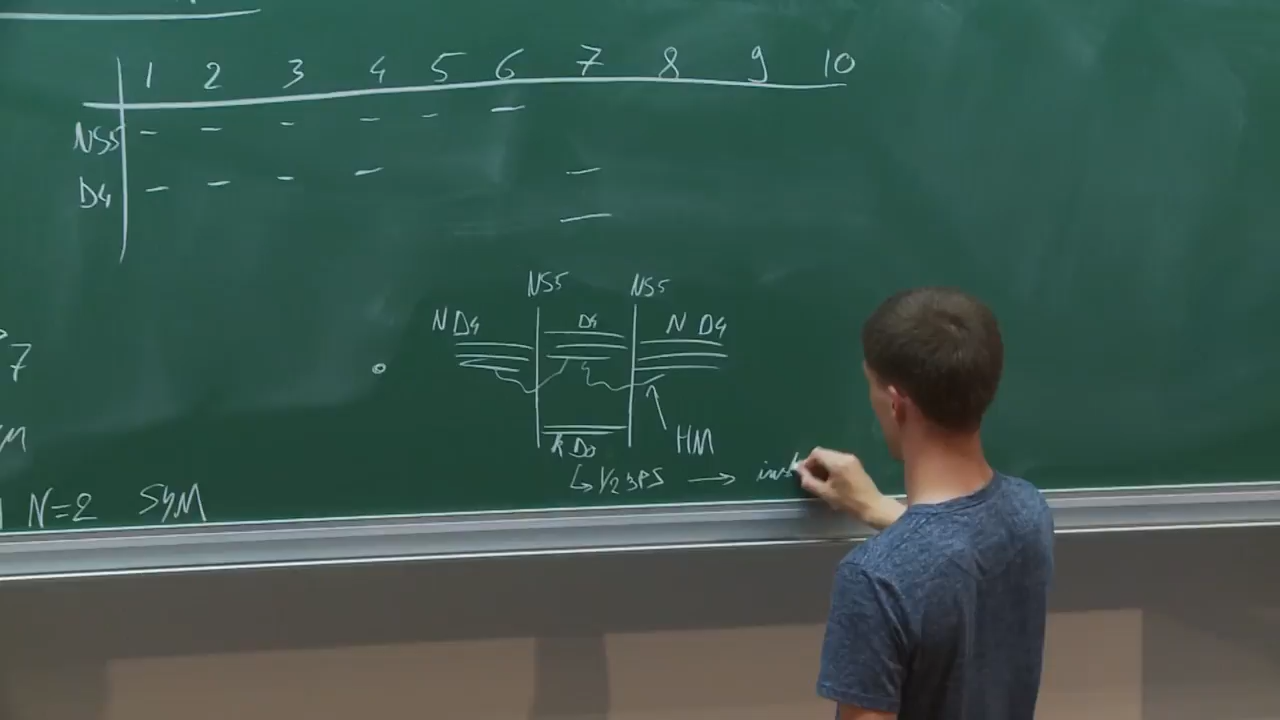 1 2 3 4 5 6 7 8 9 10
NS5 - - - - - -
D4 - - - - -
-
NS5 NS5
N D4 D4 N D4
7
k D0 HM
↳ 1/2 BPS →
N=2 SYM